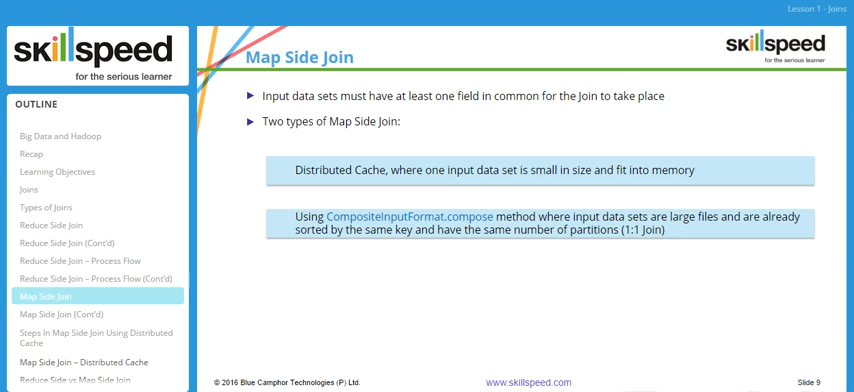 Lesson 1 - Joins
skillspeed
for the serious learner
OUTLINE
Big Data and Hadoop
Recap
Learning Objectives
Joins
Types of Joins
Reduce Side Join
Reduce Side Join (Cont'd)
Reduce Side Join – Process Flow
Reduce Side Join – Process Flow (Cont'd)
Map Side Join
Map Side Join (Cont'd)
Steps In Map Side Join Using Distributed
Cache
Map Side Join – Distributed Cache
Reduce Side vs Map Side Join
Map Side Join
skillspeed
for the serious learner
Input data sets must have at least one field in common for the Join to take place
Two types of Map Side Join:
Distributed Cache, where one input data set is small in size and fit into memory
Using CompositeInputFormat.compose method where input data sets are large files and are already
sorted by the same key and have the same number of partitions (1:1 Join)
© 2016 Blue Camphor Technologies (P) Ltd.
www.skillspeed.com
Slide 9